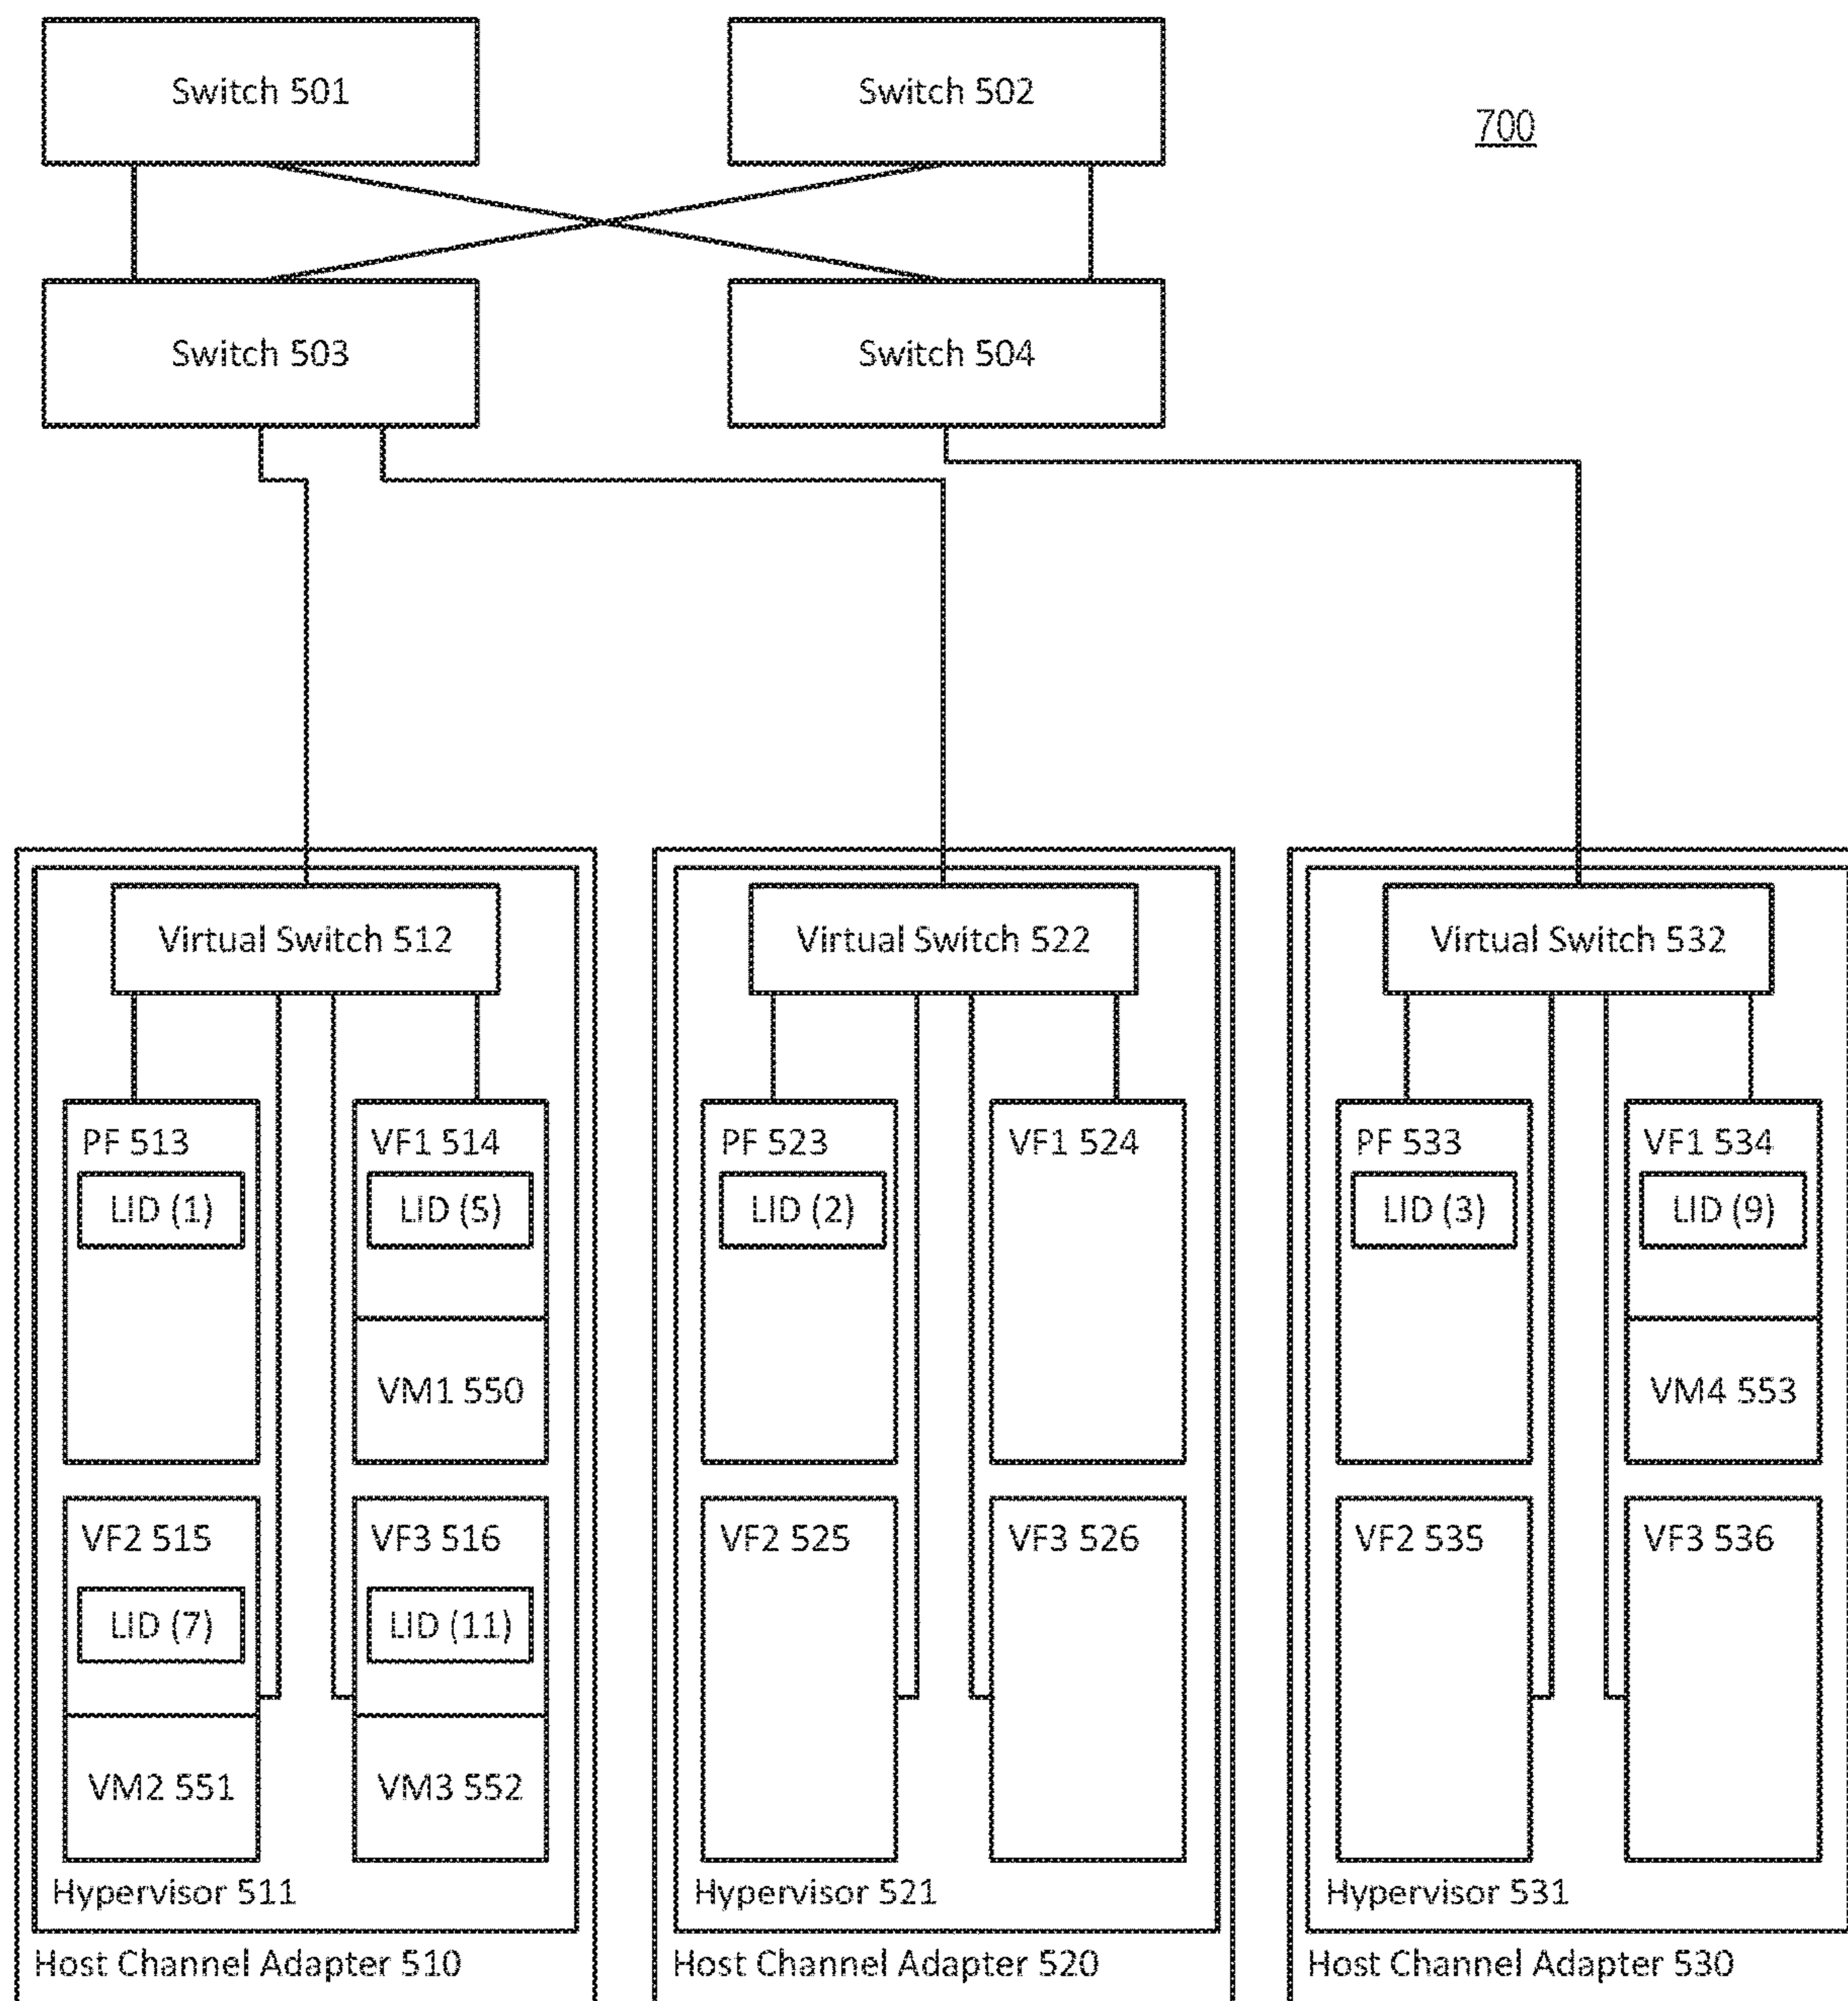 Switch 501
Switch 502
700
Switch 503
Switch 504
Virtual Switch 512
Virtual Switch 522
Virtual Switch 532
PF 513
LID (1)
VF1 514
LID (5)
VM1 550
PF 523
LID (2)
VF1 524
PF 533
LID (3)
VF1 534
LID (9)
VM4 553
VF2 515
LID (7)
VM2 551
VF3 516
LID (11)
VM3 552
VF2 525
VF3 526
VF2 535
VF3 536
Hypervisor 511
Hypervisor 521
Hypervisor 531
Host Channel Adapter 510
Host Channel Adapter 520
Host Channel Adapter 530